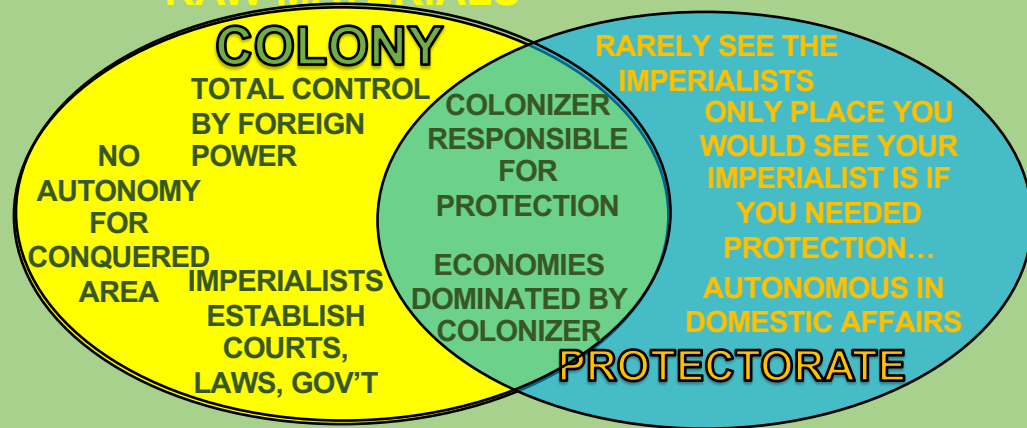 RAW MATERIALS
COLONY
TOTAL CONTROL
BY FOREIGN
POWER
NO
AUTONOMY
FOR
CONQUERED
AREA
IMPERIALISTS
ESTABLISH
COURTS,
LAWS, GOV’T
COLONIZER
RESPONSIBLE
FOR
PROTECTION
ECONOMIES
DOMINATED BY
COLONIZER
RARELY SEE THE
IMPERIALISTS
ONLY PLACE YOU
WOULD SEE YOUR
IMPERIALIST IS IF
YOU NEEDED
PROTECTION…
AUTONOMOUS IN
DOMESTIC AFFAIRS
PROTECTORATE